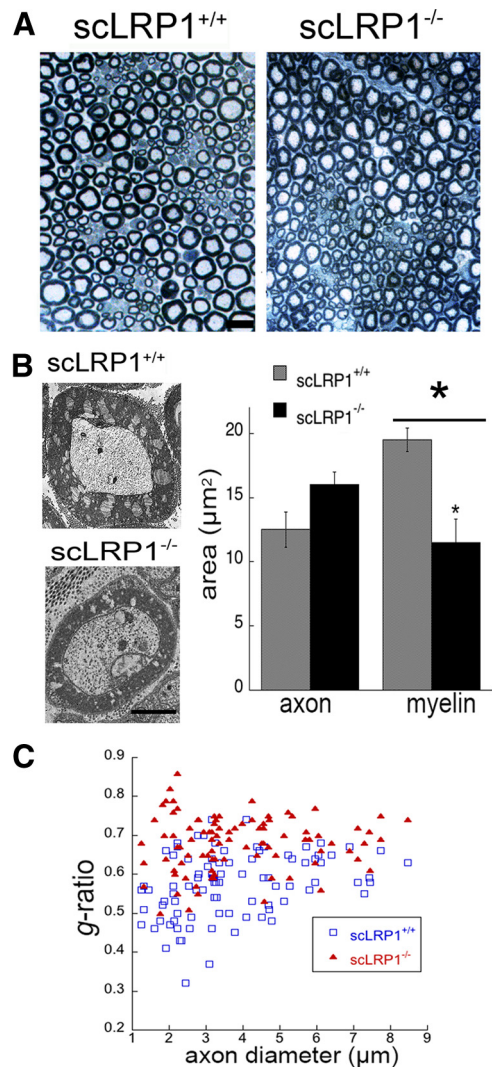 A
scLRP1+/+
scLRP1-/-
B
scLRP1+/+
scLRP1-/-
scLRP1+/+
scLRP1-/-
*
*
area (µm²)
20
15
10
5
0
axon
myelin
C
g-ratio
0.9
0.8
0.7
0.6
0.5
0.4
0.3
0.2
scLRP1+/+
scLRP1-/-
1 2 3 4 5 6 7 8 9
axon diameter (µm)